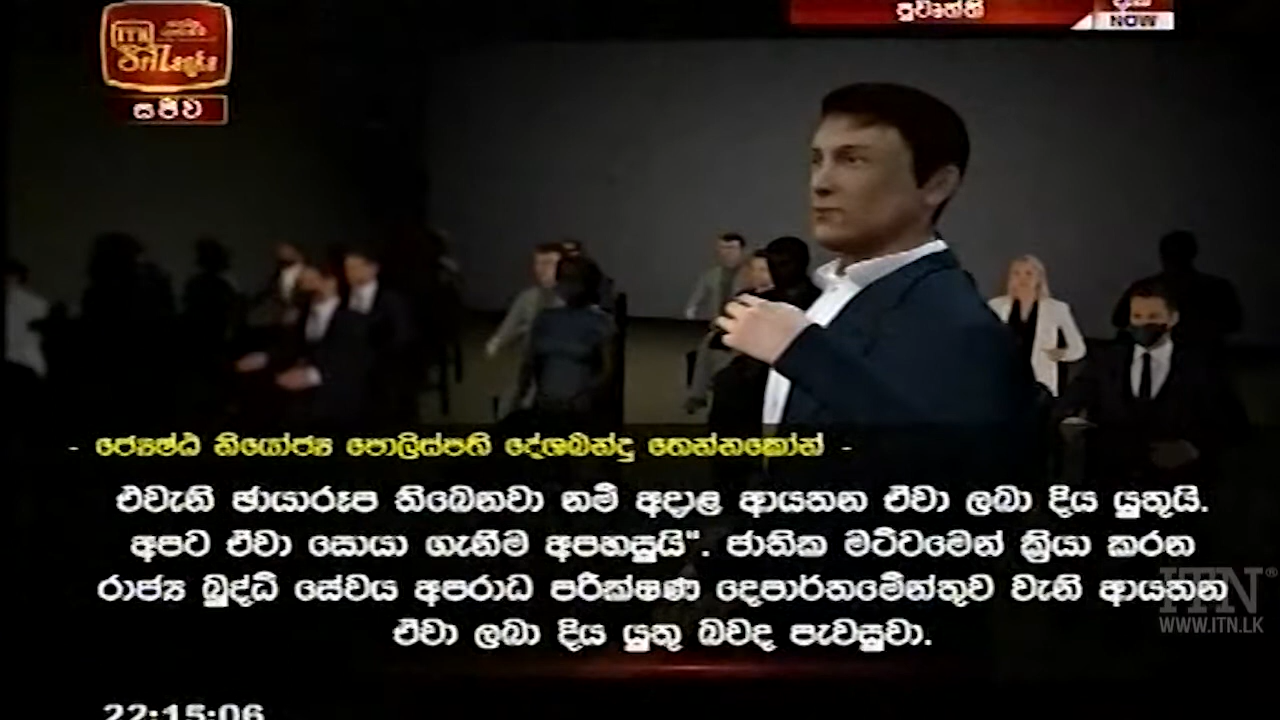 ITN
Sri Lanka
සජීව
පුවෘත්ති
NOW
- ජ්‍යෙෂ්ඨ නියෝජ්‍ය පොලිස්පති දේශබන්දු තෙන්නකෝන් -
එවැනි ඡායාරූප තිබෙනවා නම් අදාළ ආයතන ඒවා ලබා දිය යුතුයි.
අපට ඒවා සොයා ගැනීම අපහසුයි". ජාතික මට්ටමෙන් ක්‍රියා කරන
රාජ්‍ය බුද්ධි සේවය අපරාධ පරීක්ෂණ දෙපාර්තමේන්තුව වැනි ආයතන
ඒවා ලබා දිය යුතු බවද පැවසුවා.
ITN®
WWW.ITN.LK
22:15:06